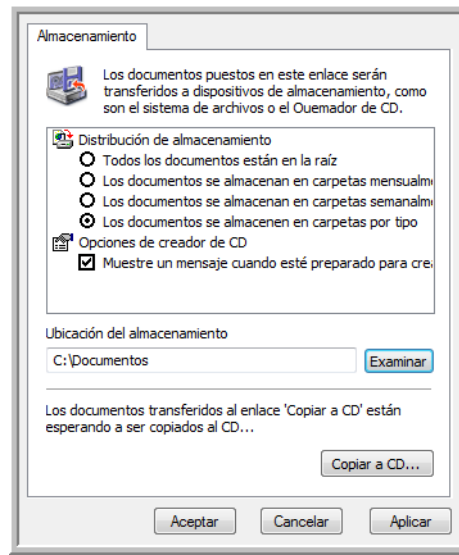 Almacenamiento
Los documentos puestos en este enlace serán
transferidos a dispositivos de almacenamiento, como
son el sistema de archivos o el Quemador de CD.
Distribución de almacenamiento
Todos los documentos están en la raíz
Los documentos se almacenan en carpetas mensualm
Los documentos se almacenan en carpetas semanalm
Los documentos se almacenen en carpetas por tipo
Opciones de creador de CD
Muestre un mensaje cuando esté preparado para crea
Ubicación del almacenamiento
C:\Documentos
Examinar
Los documentos transferidos al enlace 'Copiar a CD' están
esperando a ser copiados al CD...
Copiar a CD...
Aceptar Cancelar Aplicar